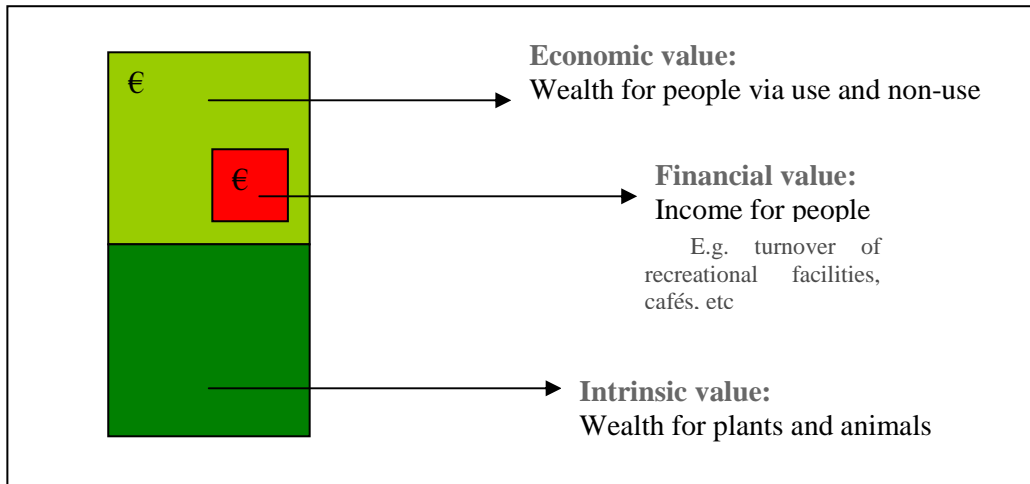 €
Economic value:
Wealth for people via use and non-use
€
Financial value:
Income for people
E.g. turnover of
recreational facilities,
cafés, etc
Intrinsic value:
Wealth for plants and animals